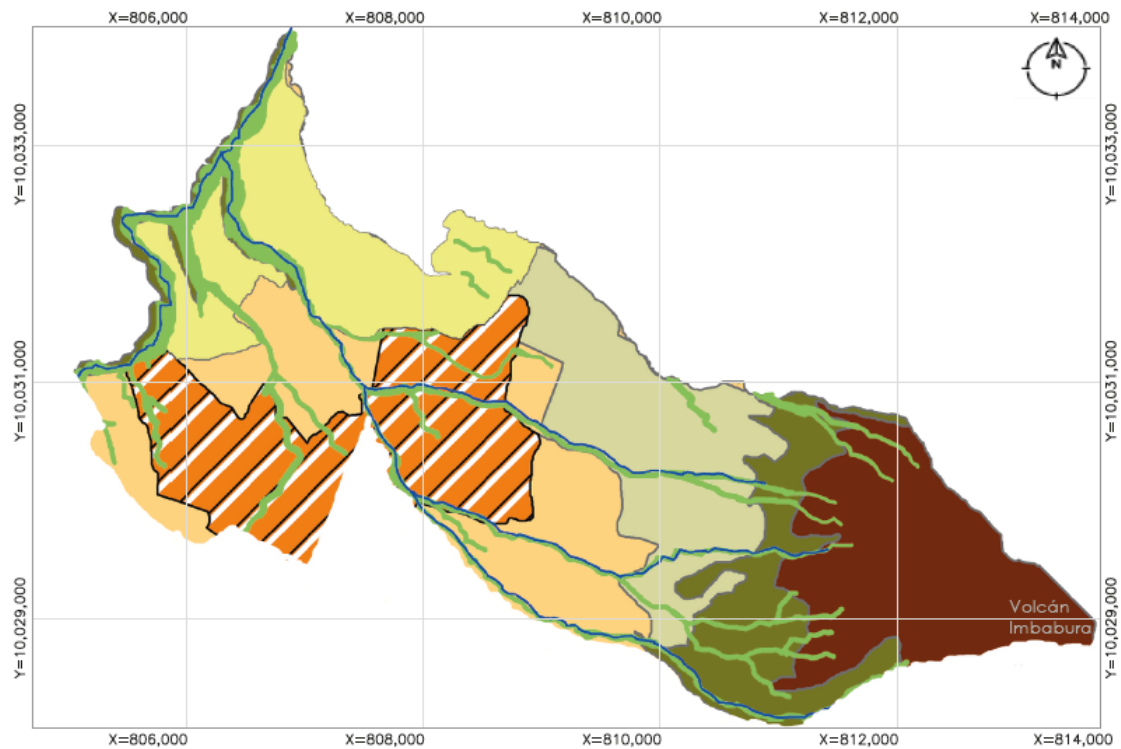 X=806,000 X=808,000 X=810,000 X=812,000 X=814,000
N
Y=10,033,000 Y=10,033,000
Y=10,031,000 Y=10,031,000
Volcán
Imbabura
Y=10,029,000 Y=10,029,000
X=806,000 X=808,000 X=810,000 X=812,000 X=814,000